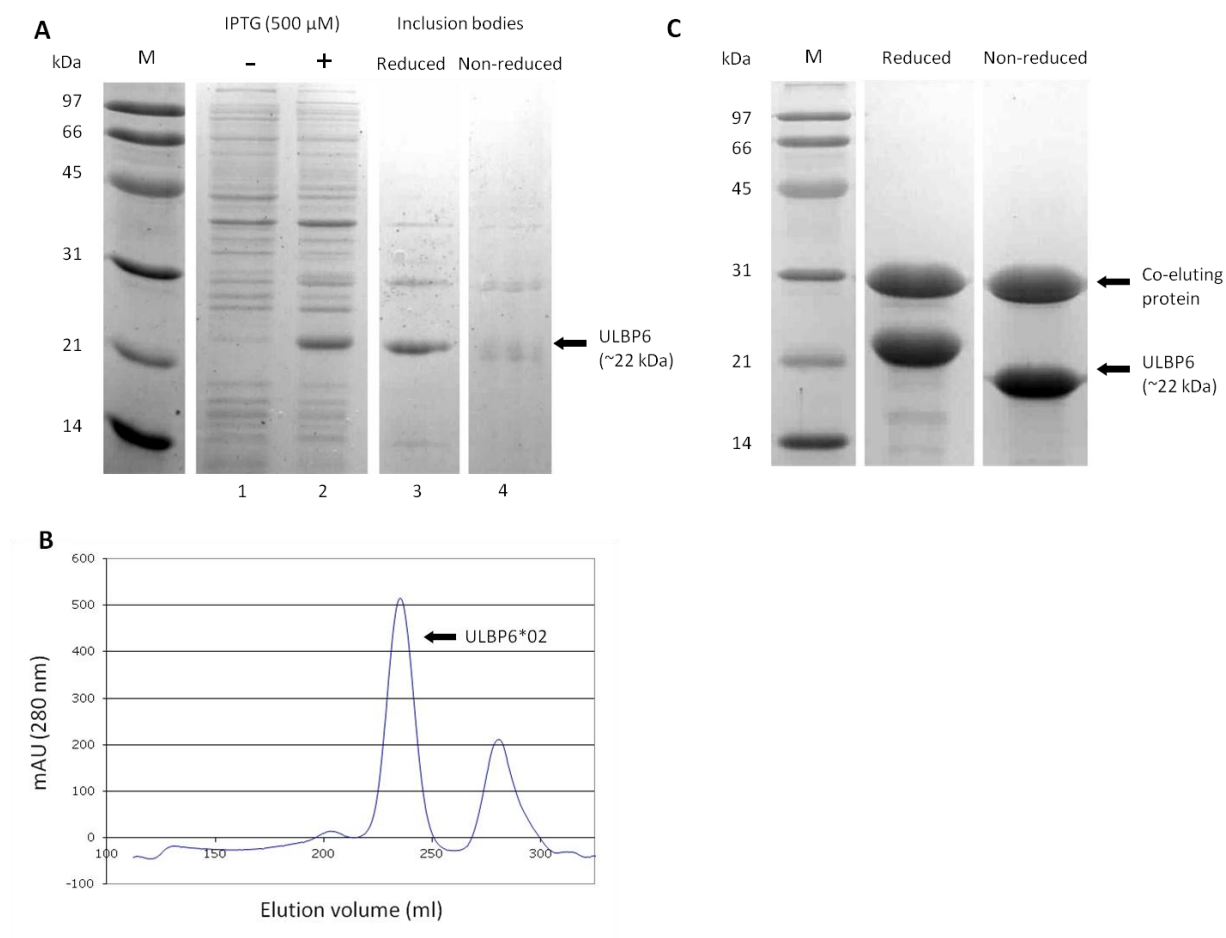 A
IPTG (500 µM)
Inclusion bodies
kDa
M
-
+
Reduced
Non-reduced
97
66
45
31
21
14
ULBP6
(~22 kDa)
1
2
3
4
C
kDa
M
Reduced
Non-reduced
97
66
45
31
21
14
Co-eluting
protein
ULBP6
(~22 kDa)
B
600
500
400
300
200
100
0
-100
100
150
200
250
300
ULBP6*02
mAU (280 nm)
Elution volume (ml)